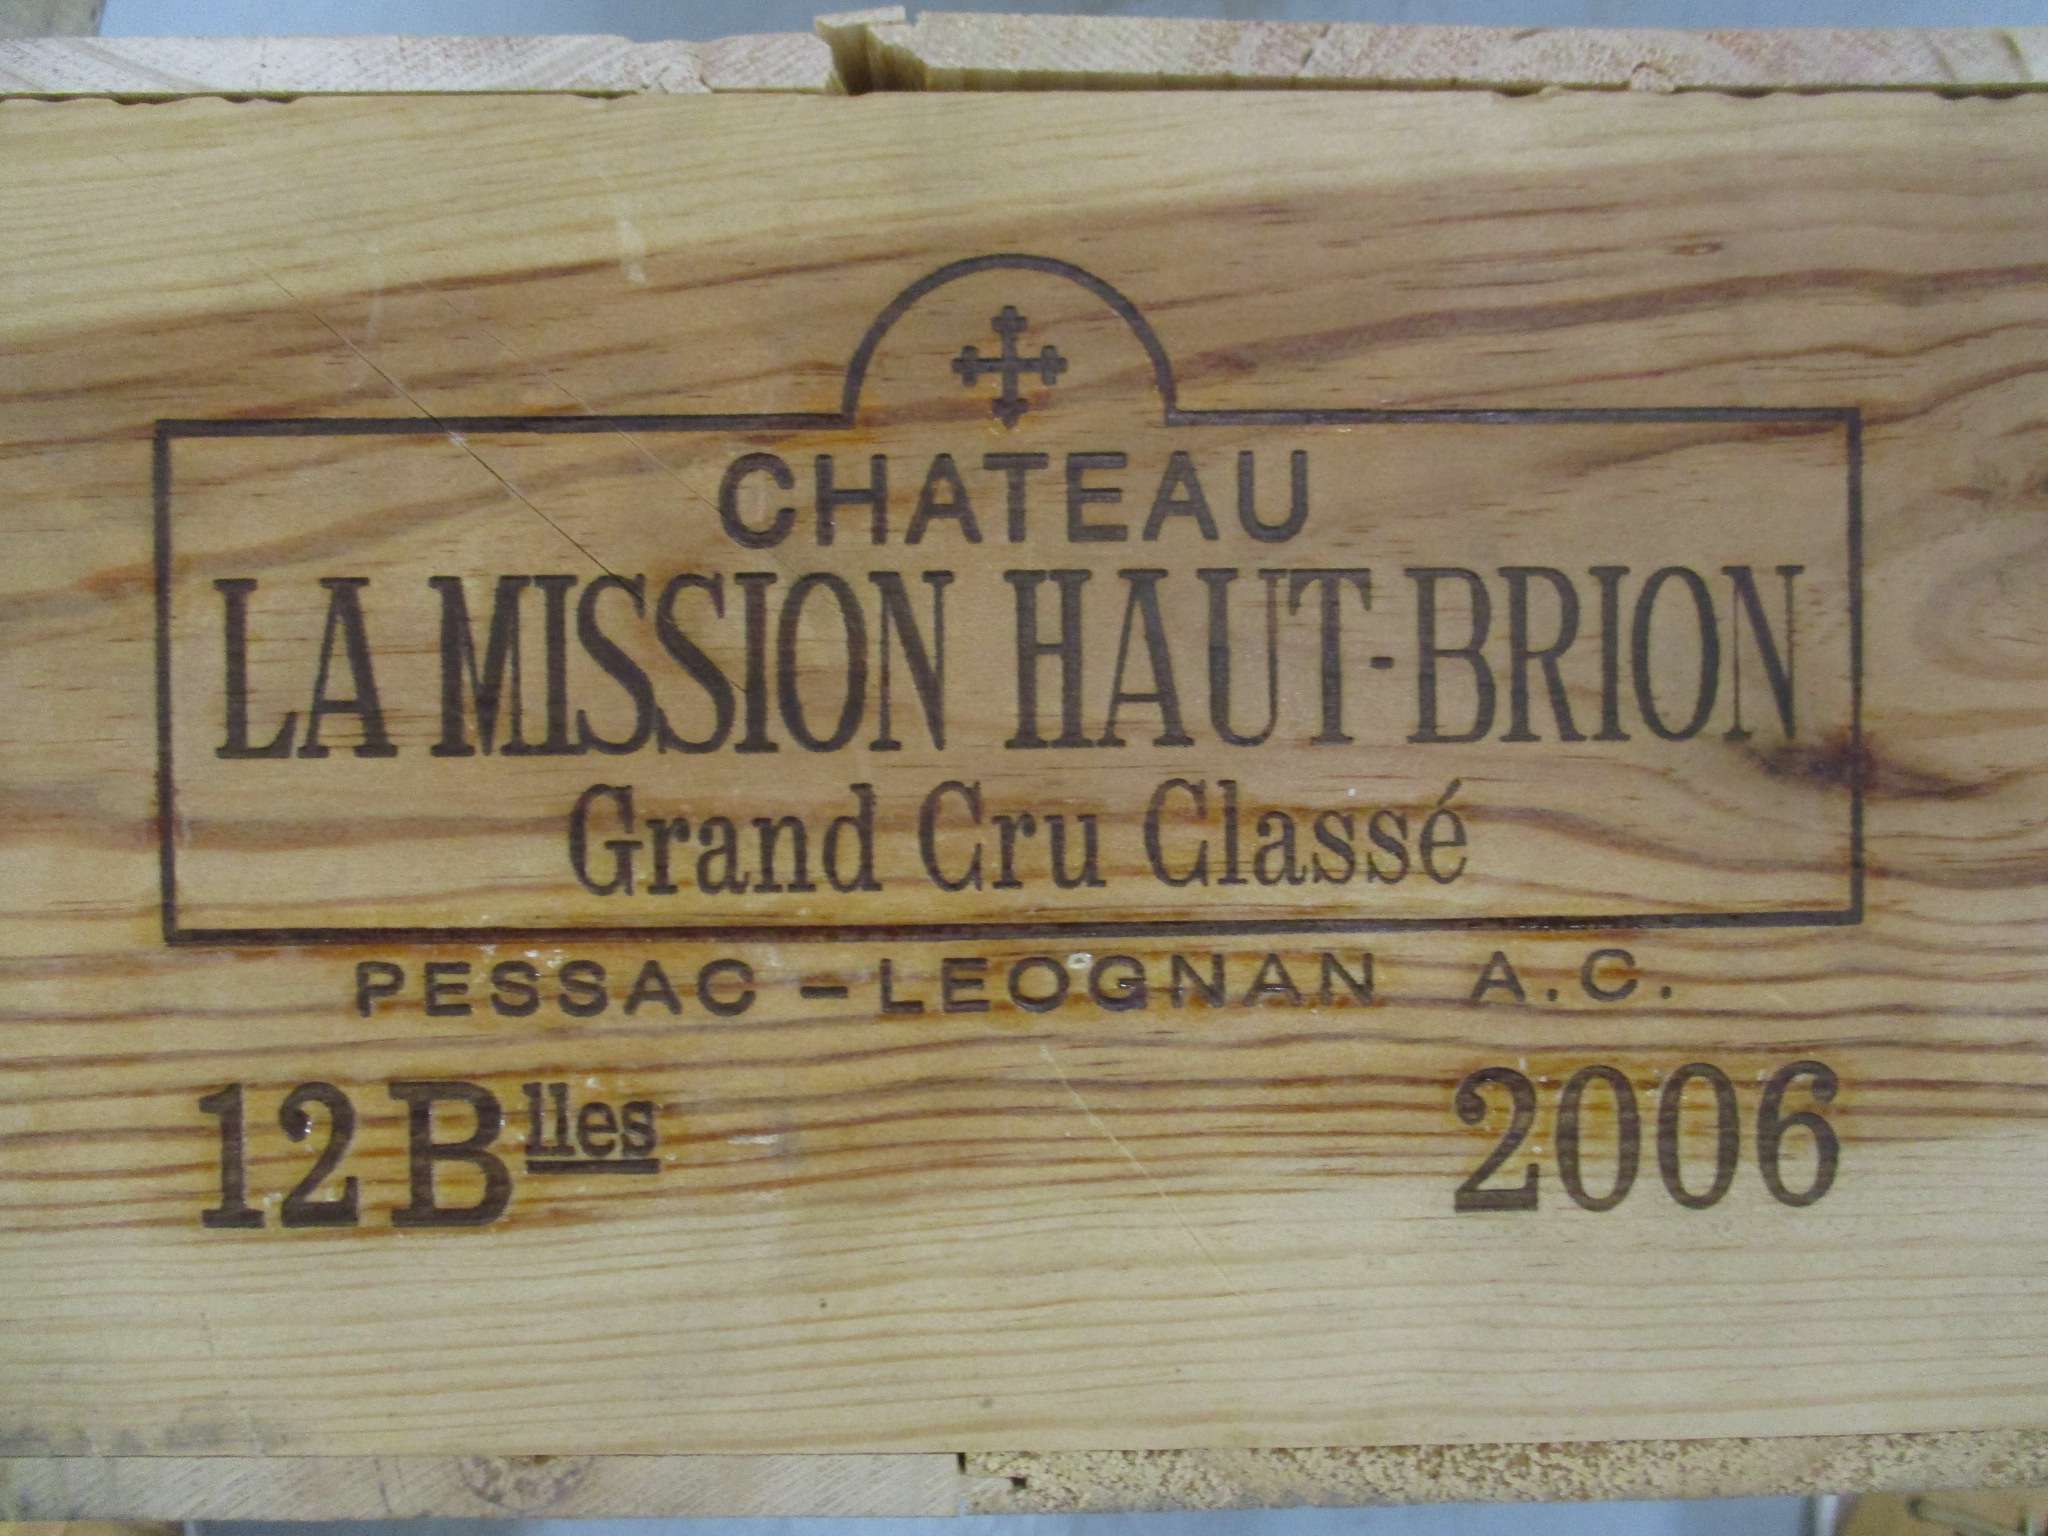 CHATEAU
LA MISSION HAUT-BRION
Grand Cru Classé
PESSAC - LEOGNAN A.C.
12 Blles 2006